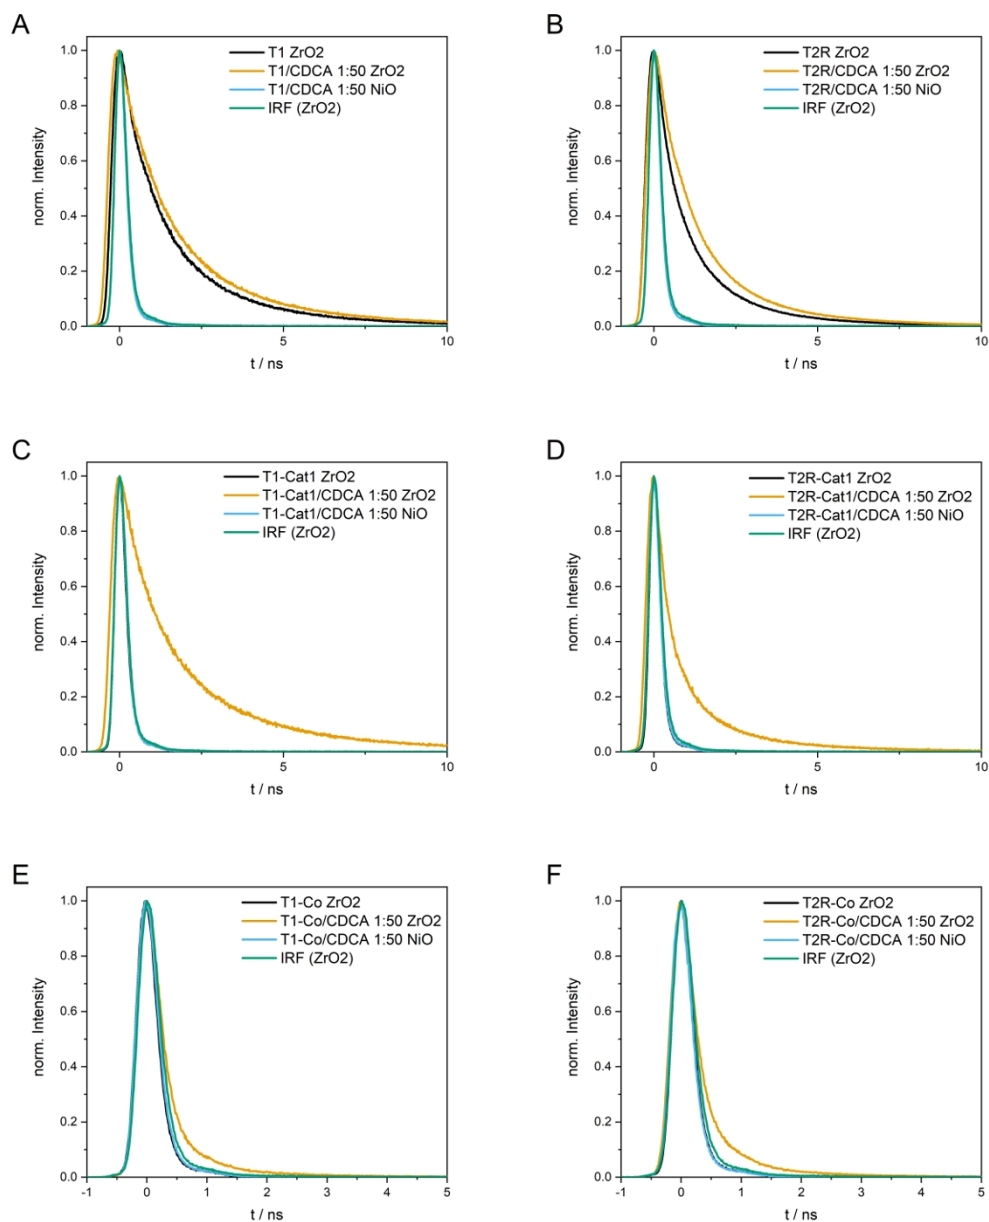 A
T1 ZrO2
T1/CDCA 1:50 ZrO2
T1/CDCA 1:50 NiO
IRF (ZrO2)
norm. Intensity
1.0
0.8
0.6
0.4
0.2
0.0
0
5
10
t / ns
B
T2R ZrO2
T2R/CDCA 1:50 ZrO2
T2R/CDCA 1:50 NiO
IRF (ZrO2)
norm. Intensity
1.0
0.8
0.6
0.4
0.2
0.0
0
5
10
t / ns
C
T1-Cat1 ZrO2
T1-Cat1/CDCA 1:50 ZrO2
T1-Cat1/CDCA 1:50 NiO
IRF (ZrO2)
norm. Intensity
1.0
0.8
0.6
0.4
0.2
0.0
0
5
10
t / ns
D
T2R-Cat1 ZrO2
T2R-Cat1/CDCA 1:50 ZrO2
T2R-Cat1/CDCA 1:50 NiO
IRF (ZrO2)
norm. Intensity
1.0
0.8
0.6
0.4
0.2
0.0
0
5
10
t / ns
E
T1-Co ZrO2
T1-Co/CDCA 1:50 ZrO2
T1-Co/CDCA 1:50 NiO
IRF (ZrO2)
norm. Intensity
1.0
0.8
0.6
0.4
0.2
0.0
-1
0
1
2
3
4
5
t / ns
F
T2R-Co ZrO2
T2R-Co/CDCA 1:50 ZrO2
T2R-Co/CDCA 1:50 NiO
IRF (ZrO2)
norm. Intensity
1.0
0.8
0.6
0.4
0.2
0.0
-1
0
1
2
3
4
5
t / ns